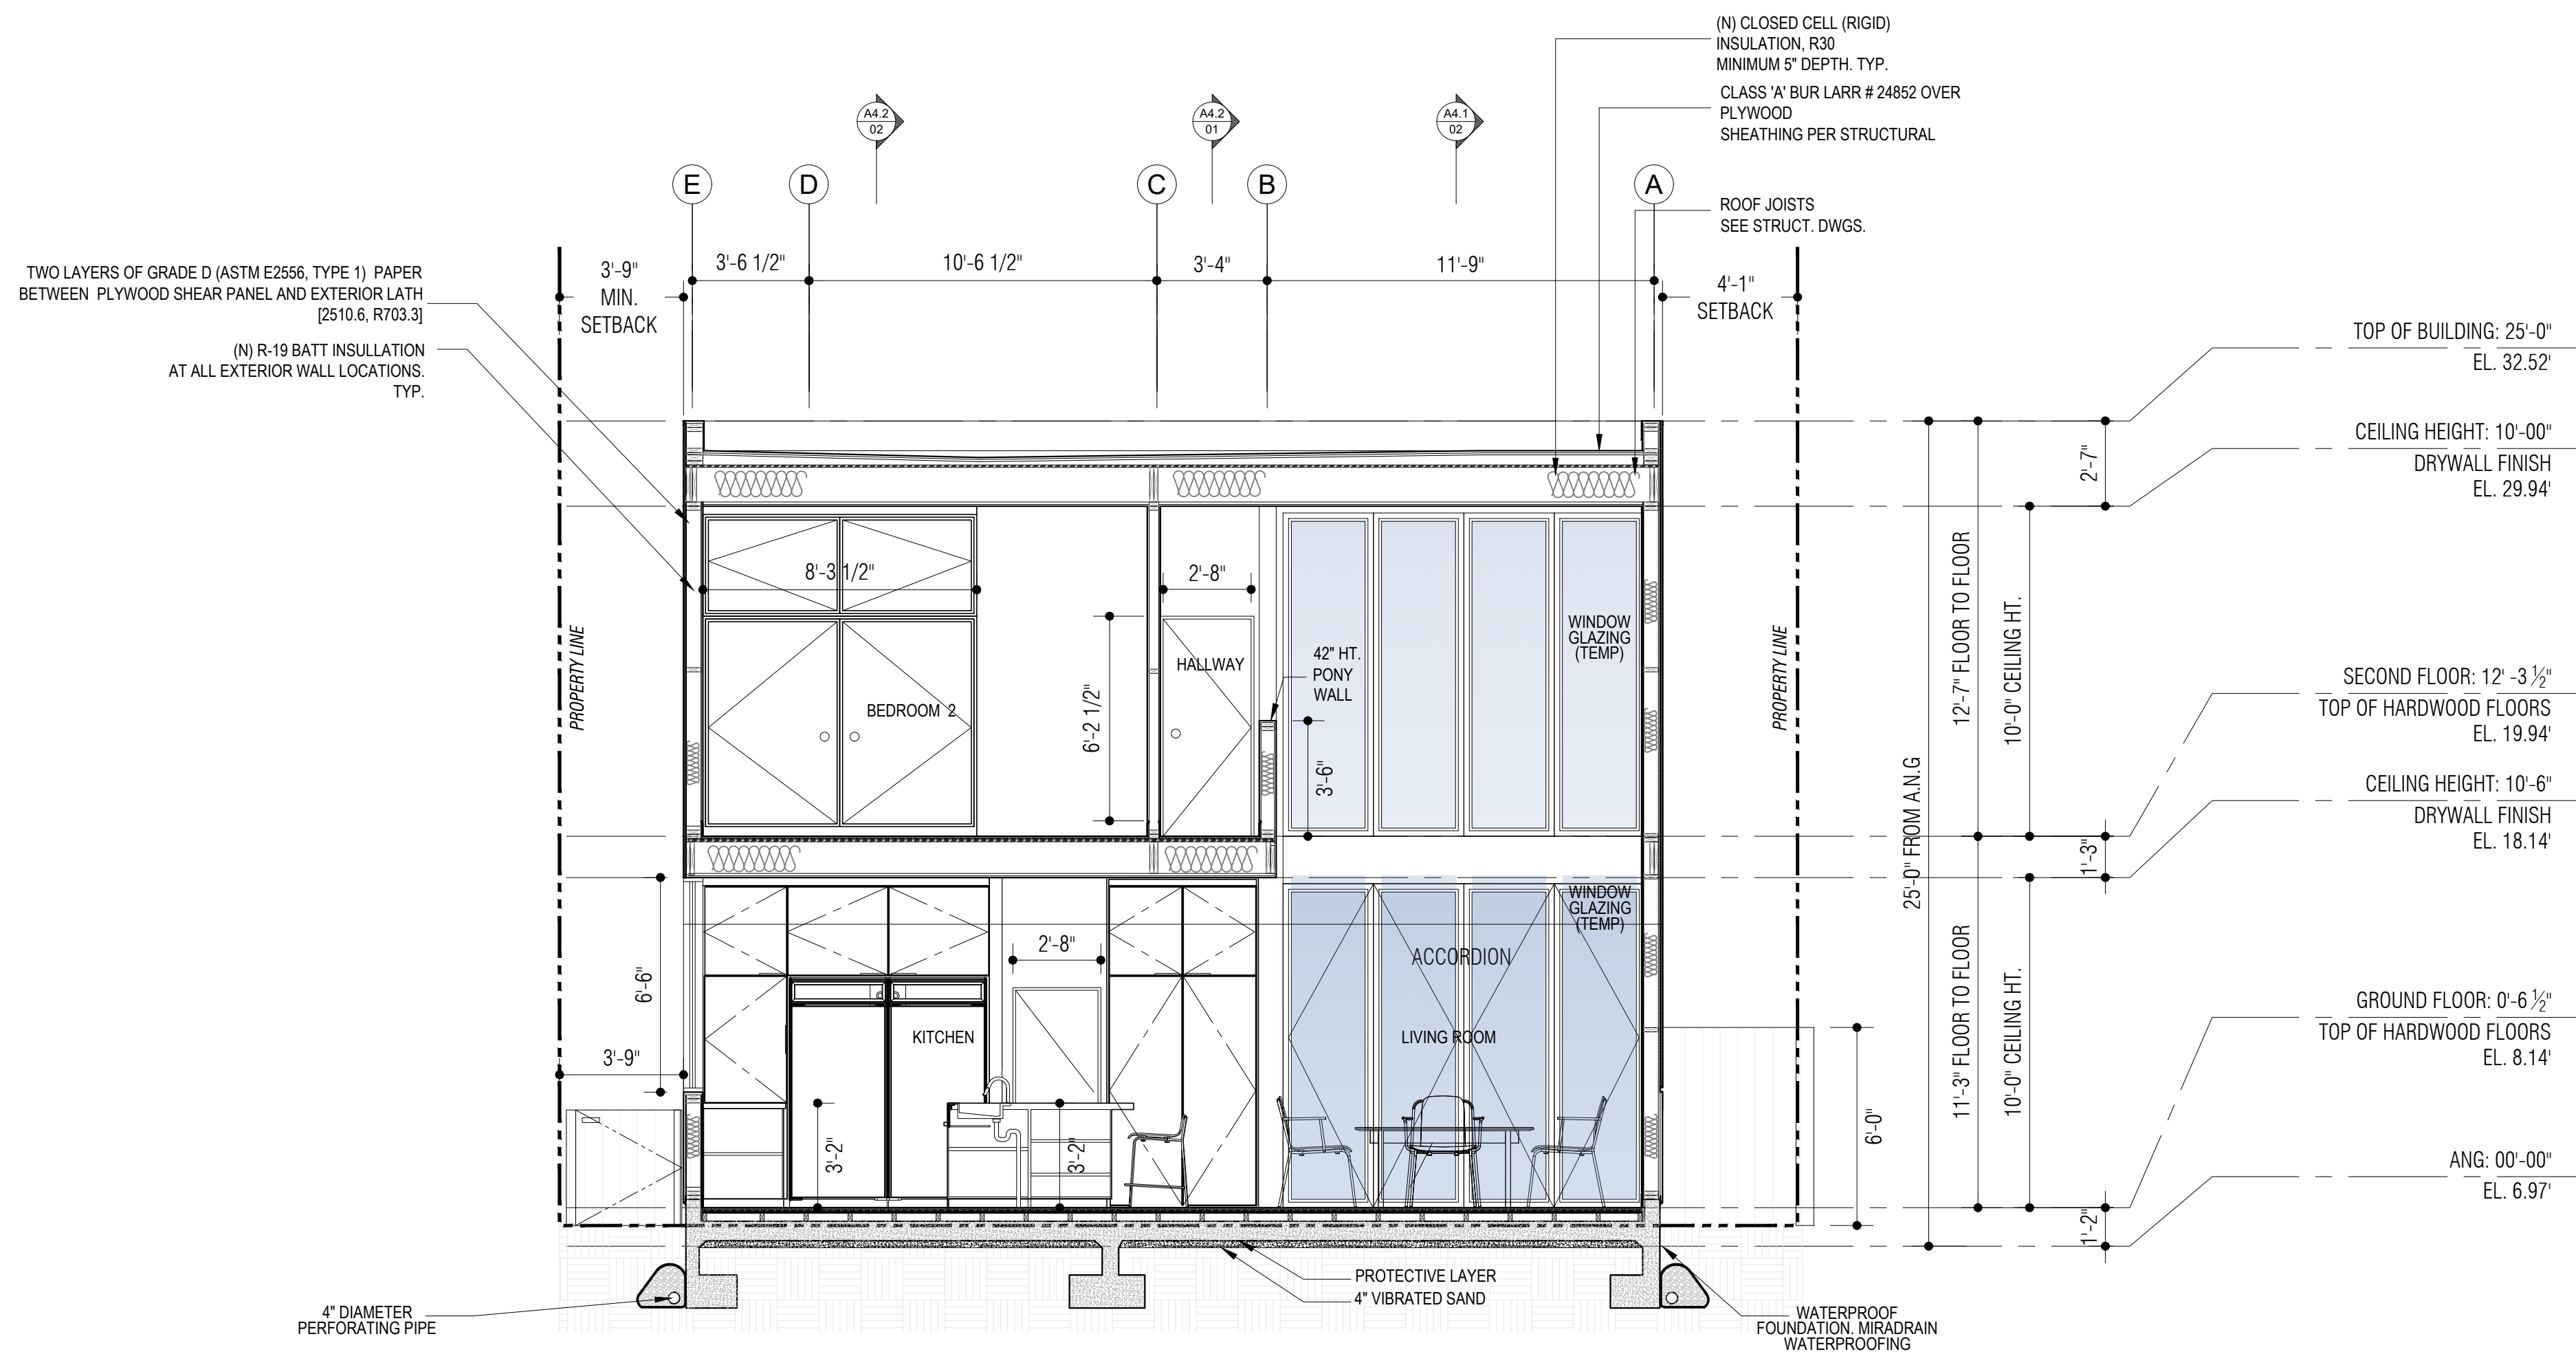 (N) CLOSED CELL (RIGID)
INSULATION, R30
MINIMUM 5" DEPTH. TYP.
CLASS 'A' BUR LARR # 24852 OVER
PLYWOOD
SHEATHING PER STRUCTURAL
A4.2
02
A4.2
01
A4.1
02
E
D
C
B
A
ROOF JOISTS
SEE STRUCT. DWGS.
TWO LAYERS OF GRADE D (ASTM E2556, TYPE 1) PAPER
BETWEEN PLYWOOD SHEAR PANEL AND EXTERIOR LATH
[2510.6, R703.3]
(N) R-19 BATT INSULLATION
AT ALL EXTERIOR WALL LOCATIONS.
TYP.
3'-9"
MIN.
SETBACK
3'-6 1/2"
10'-6 1/2"
3'-4"
11'-9"
4'-1"
SETBACK
TOP OF BUILDING: 25'-0"
EL. 32.52'
CEILING HEIGHT: 10'-00"
DRYWALL FINISH
EL. 29.94'
SECOND FLOOR: 12' -3 ½"
TOP OF HARDWOOD FLOORS
EL. 19.94'
CEILING HEIGHT: 10'-6"
DRYWALL FINISH
EL. 18.14'
GROUND FLOOR: 0'-6 ½"
TOP OF HARDWOOD FLOORS
EL. 8.14'
ANG: 00'-00"
EL. 6.97'
2'-7"
12'-7" FLOOR TO FLOOR
10'-0" CEILING HT.
25'-0" FROM A.N.G
1'-3"
11'-3" FLOOR TO FLOOR
10'-0" CEILING HT.
6'-0"
1'-2"
PROPERTY LINE
PROPERTY LINE
8'-3 1/2"
2'-8"
BEDROOM 2
6'-2 1/2"
HALLWAY
42" HT.
PONY
WALL
3'-6"
WINDOW
GLAZING
(TEMP)
WINDOW
GLAZING
(TEMP)
ACCORDION
LIVING ROOM
6'-6"
3'-9"
2'-8"
KITCHEN
3'-2"
3'-2"
PROTECTIVE LAYER
4" VIBRATED SAND
4" DIAMETER
PERFORATING PIPE
WATERPROOF
FOUNDATION. MIRADRAIN
WATERPROOFING